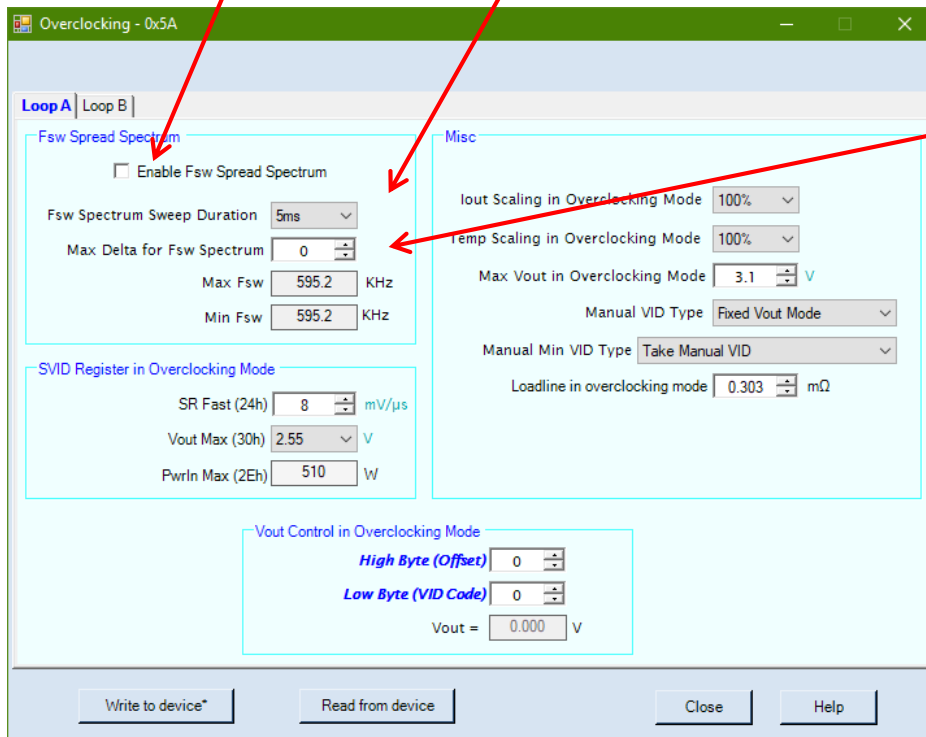 Overclocking - 0x5A
Loop A Loop B
Fsw Spread Spectrum
Enable Fsw Spread Spectrum
Fsw Spectrum Sweep Duration 5ms
Max Delta for Fsw Spectrum 0
Max Fsw 595.2 KHz
Min Fsw 595.2 KHz
SVID Register in Overclocking Mode
SR Fast (24h) 8 mV/µs
Vout Max (30h) 2.55 V
PwrIn Max (2Eh) 510 W
Misc
Iout Scaling in Overclocking Mode 100%
Temp Scaling in Overclocking Mode 100%
Max Vout in Overclocking Mode 3.1 V
Manual VID Type Fixed Vout Mode
Manual Min VID Type Take Manual VID
Loadline in overclocking mode 0.303 mΩ
Vout Control in Overclocking Mode
High Byte (Offset) 0
Low Byte (VID Code) 0
Vout = 0.000 V
Write to device* Read from device Close Help